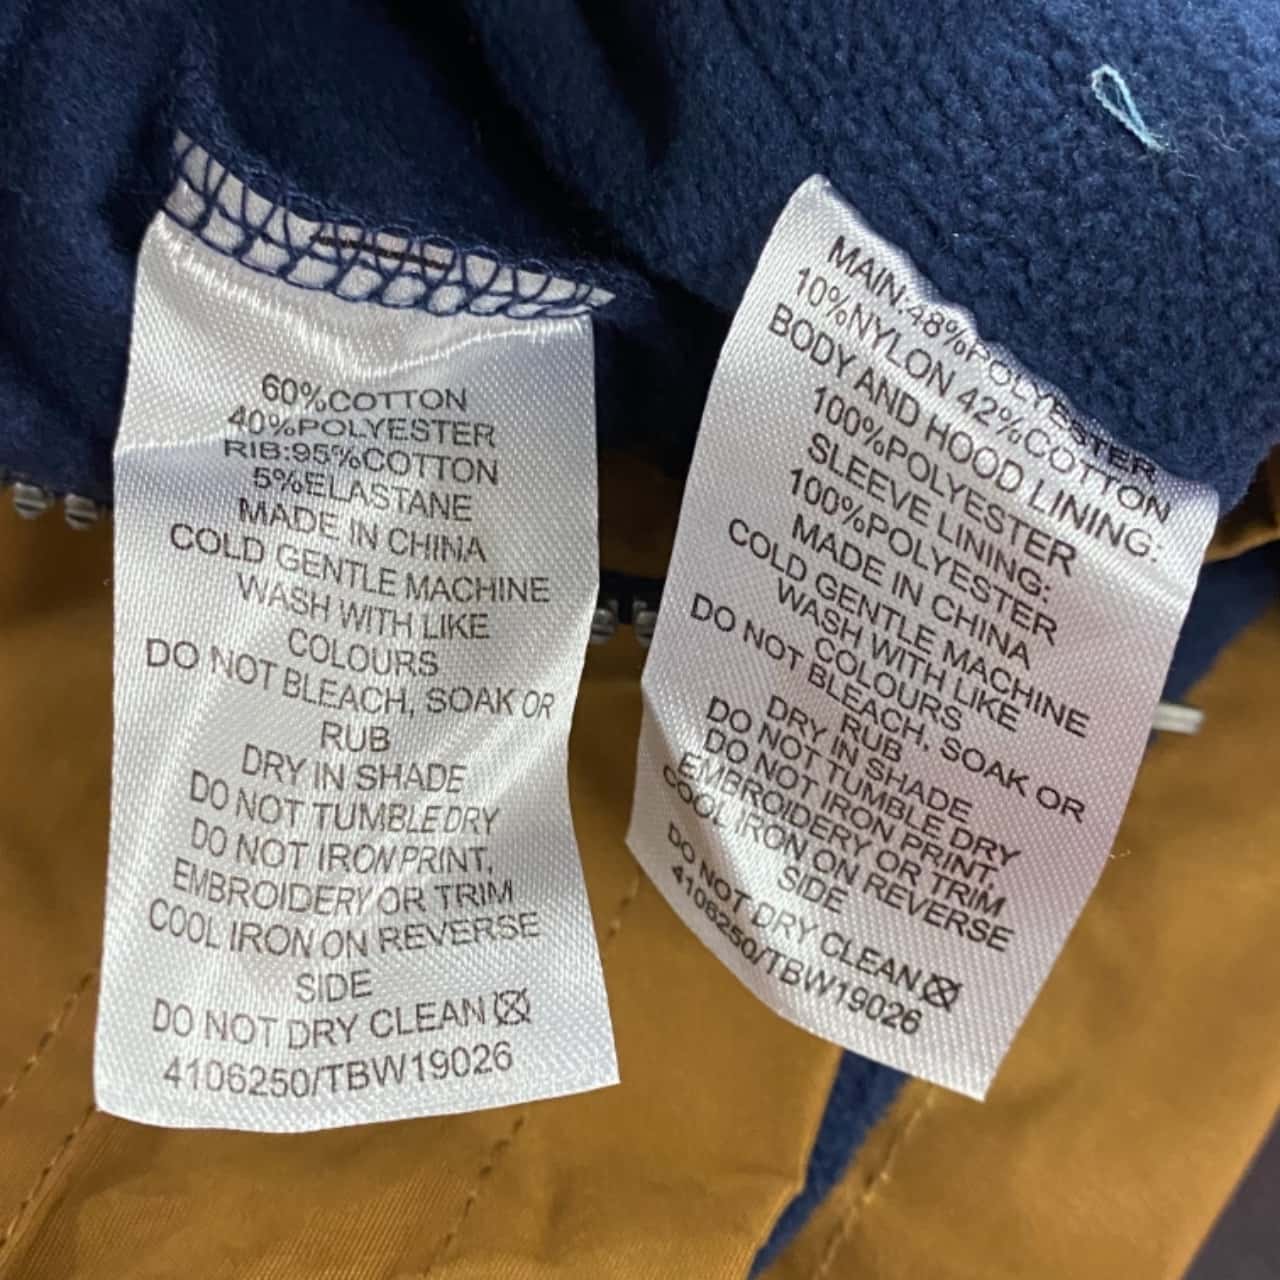 60%COTTON
40%POLYESTER
RIB:95%COTTON
5%ELASTANE
MADE IN CHINA
COLD GENTLE MACHINE
WASH WITH LIKE
COLOURS
DO NOT BLEACH, SOAK OR
RUB
DRY IN SHADE
DO NOT TUMBLE DRY
DO NOT IRON PRINT,
EMBROIDERY OR TRIM
COOL IRON ON REVERSE
SIDE
DO NOT DRY CLEAN
4106250/TBW19026
MAIN:48%POLYESTER
10%NYLON 42%COTTON
BODY AND HOOD LINING:
100%POLYESTER
SLEEVE LINING:
100%POLYESTER
MADE IN CHINA
COLD GENTLE MACHINE
WASH WITH LIKE
COLOURS
DO NOT BLEACH, SOAK OR
RUB
DRY IN SHADE
DO NOT TUMBLE DRY
DO NOT IRON PRINT,
EMBROIDERY OR TRIM
COOL IRON ON REVERSE
SIDE
DO NOT DRY CLEAN
4106250/TBW19026